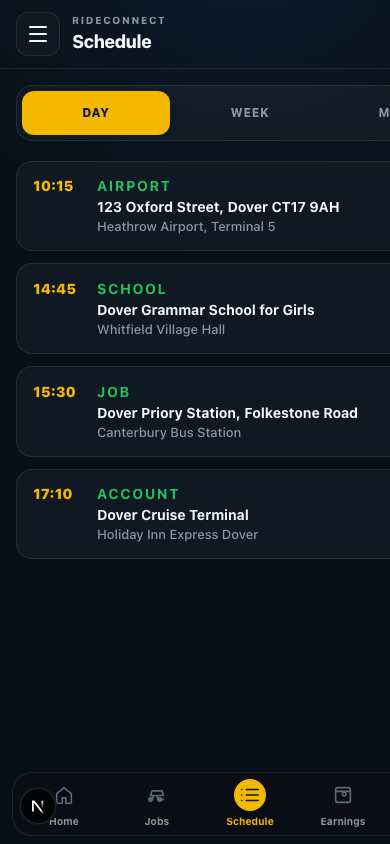 RIDECONNECT
Schedule
DAY WEEK M
10:15 AIRPORT
123 Oxford Street, Dover CT17 9AH
Heathrow Airport, Terminal 5
14:45 SCHOOL
Dover Grammar School for Girls
Whitfield Village Hall
15:30 JOB
Dover Priory Station, Folkestone Road
Canterbury Bus Station
17:10 ACCOUNT
Dover Cruise Terminal
Holiday Inn Express Dover
N
Home Jobs Schedule Earnings